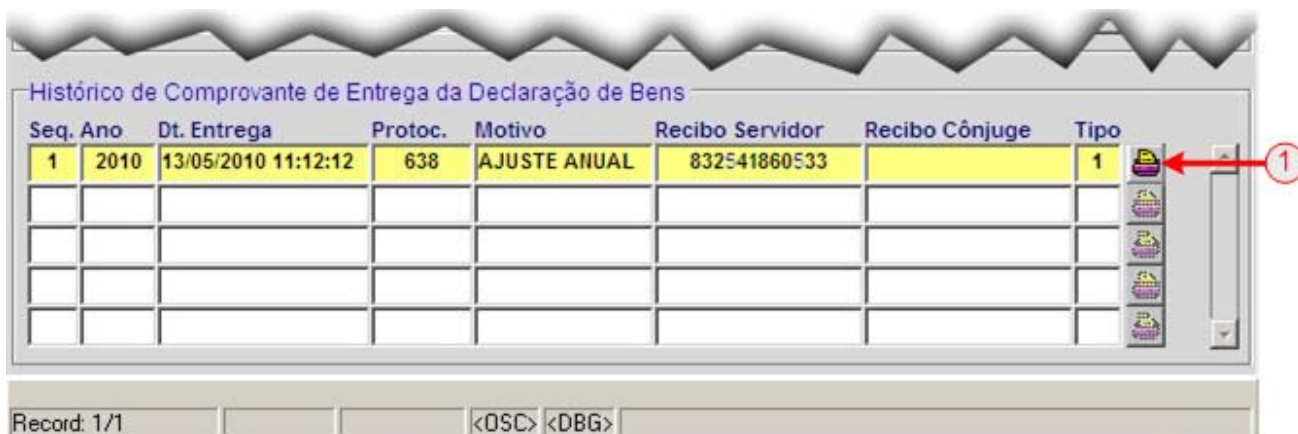 Histórico de Comprovante de Entrega da Declaração de Bens
Seq. Ano Dt. Entrega Protoc. Motivo Recibo Servidor Recibo Cônjuge Tipo
1 2010 13/05/2010 11:12:12 638 AJUSTE ANUAL 832541860533 1
1
Record: 1/1 <OSC> <DBG>